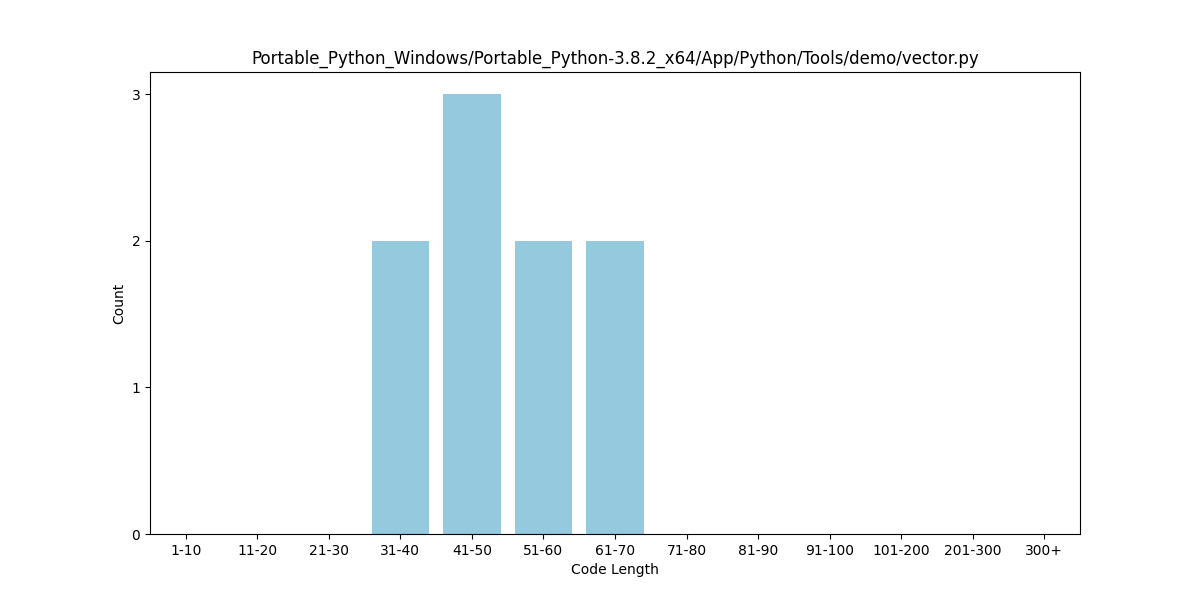 Portable_Python_Windows/Portable_Python-3.8.2_x64/App/Python/Tools/demo/vector.py
3
2
1
0
Count
1-10 11-20 21-30 31-40 41-50 51-60 61-70 71-80 81-90 91-100 101-200 201-300 300+
Code Length